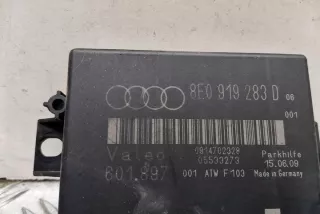 8E0 919 283 D 06
001
0914702328
Valeo 05533273 Parkhilfe
15.06.09
601.897 001 ATW F103 Made in Germany